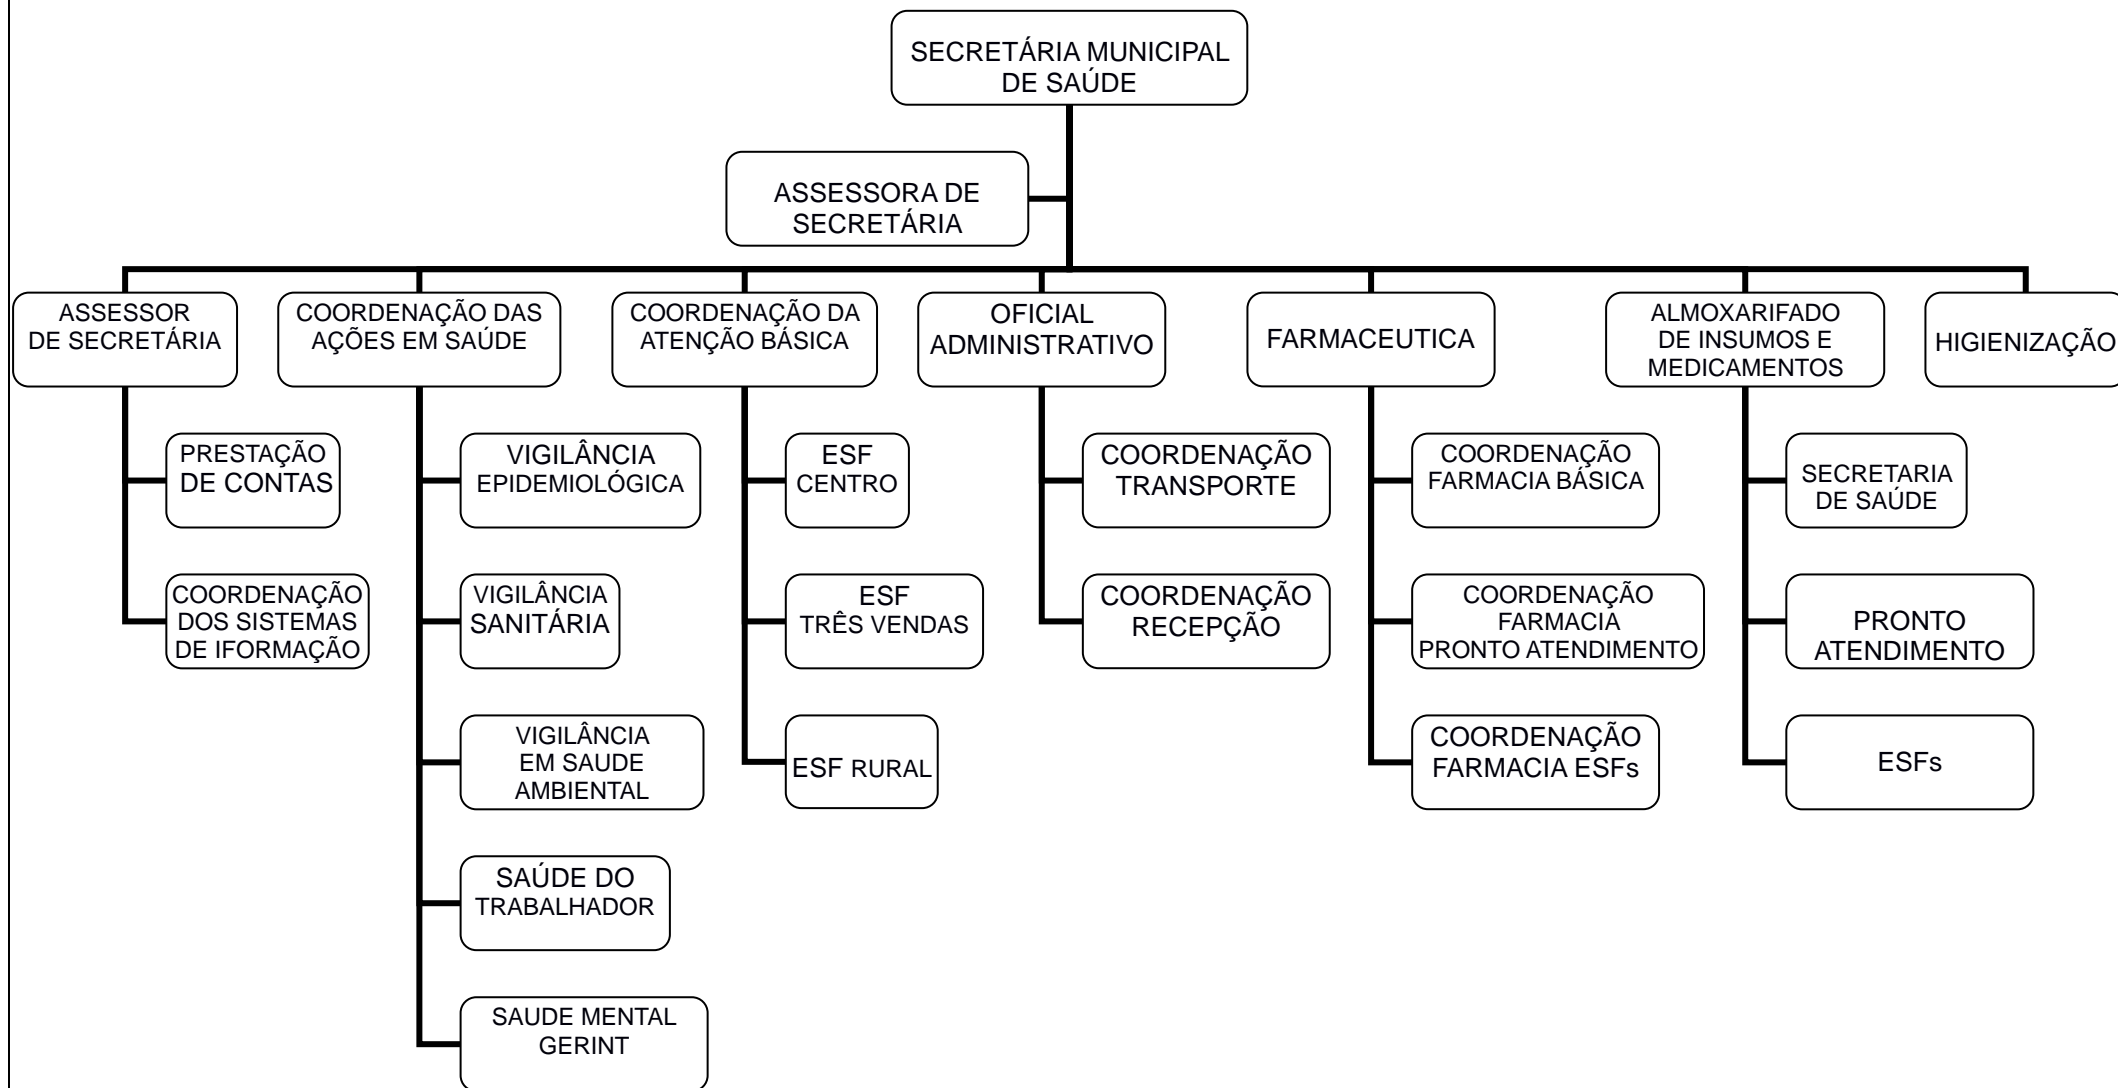 SECRETÁRIA MUNICIPAL
DE SAÚDE
ASSESSORA DE
SECRETÁRIA
ASSESSOR
DE SECRETÁRIA
COORDENAÇÃO DAS
AÇÕES EM SAÚDE
COORDENAÇÃO DA
ATENÇÃO BÁSICA
OFICIAL
ADMINISTRATIVO
FARMACEUTICA
ALMOXARIFADO
DE INSUMOS E
MEDICAMENTOS
HIGIENIZAÇÃO
PRESTAÇÃO
DE CONTAS
VIGILÂNCIA
EPIDEMIOLÓGICA
ESF
CENTRO
COORDENAÇÃO
TRANSPORTE
COORDENAÇÃO
FARMACIA BÁSICA
SECRETARIA
DE SAÚDE
COORDENAÇÃO
DOS SISTEMAS
DE IFORMAÇÃO
VIGILÂNCIA
SANITÁRIA
ESF
TRÊS VENDAS
COORDENAÇÃO
RECEPÇÃO
COORDENAÇÃO
FARMACIA
PRONTO ATENDIMENTO
PRONTO
ATENDIMENTO
VIGILÂNCIA
EM SAUDE
AMBIENTAL
ESF RURAL
COORDENAÇÃO
FARMACIA ESFs
ESFs
SAÚDE DO
TRABALHADOR
SAUDE MENTAL
GERINT